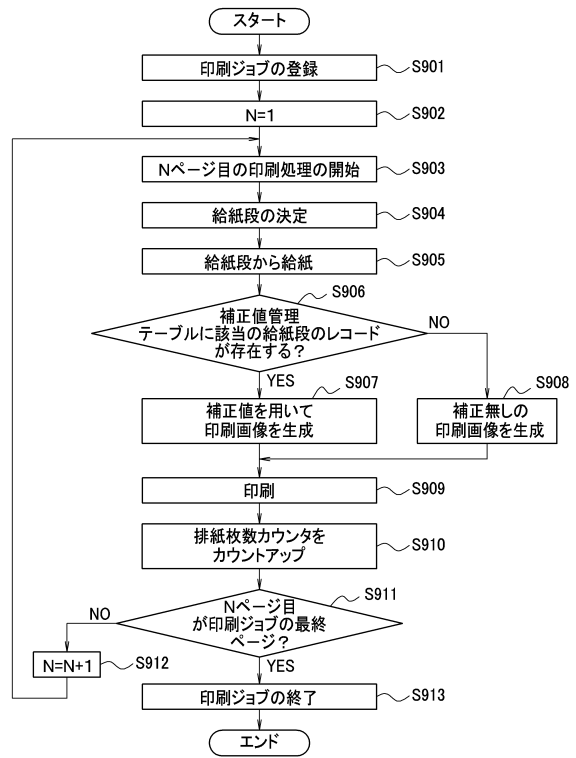 スタート
印刷ジョブの登録
S901
N=1
S902
Nページ目の印刷処理の開始
S903
給紙段の決定
S904
給紙段から給紙
S905
S906
補正値管理
テーブルに該当の給紙段のレコード
が存在する?
NO
YES
S907
補正値を用いて
印刷画像を生成
S908
補正無しの
印刷画像を生成
印刷
S909
排紙枚数カウンタを
カウントアップ
S910
S911
Nページ目
が印刷ジョブの最終
ページ?
NO
YES
N=N+1
S912
印刷ジョブの終了
S913
エンド